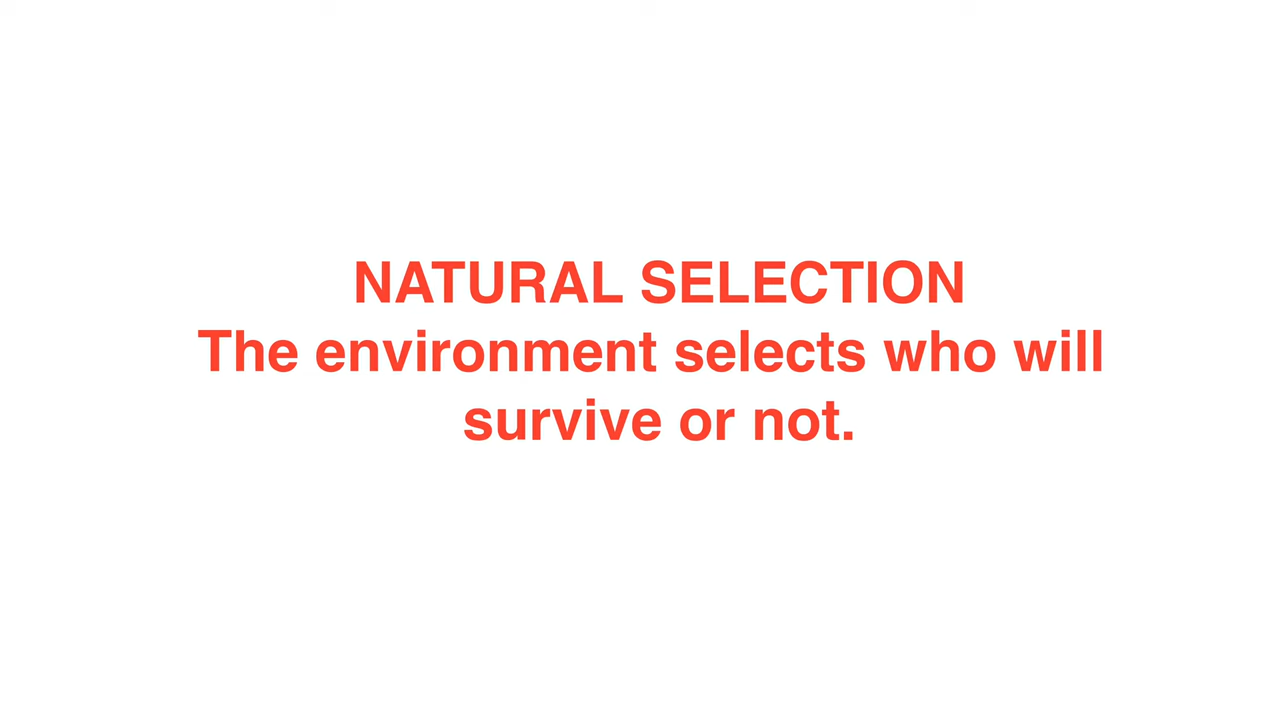 NATURAL SELECTION
The environment selects who will
survive or not.